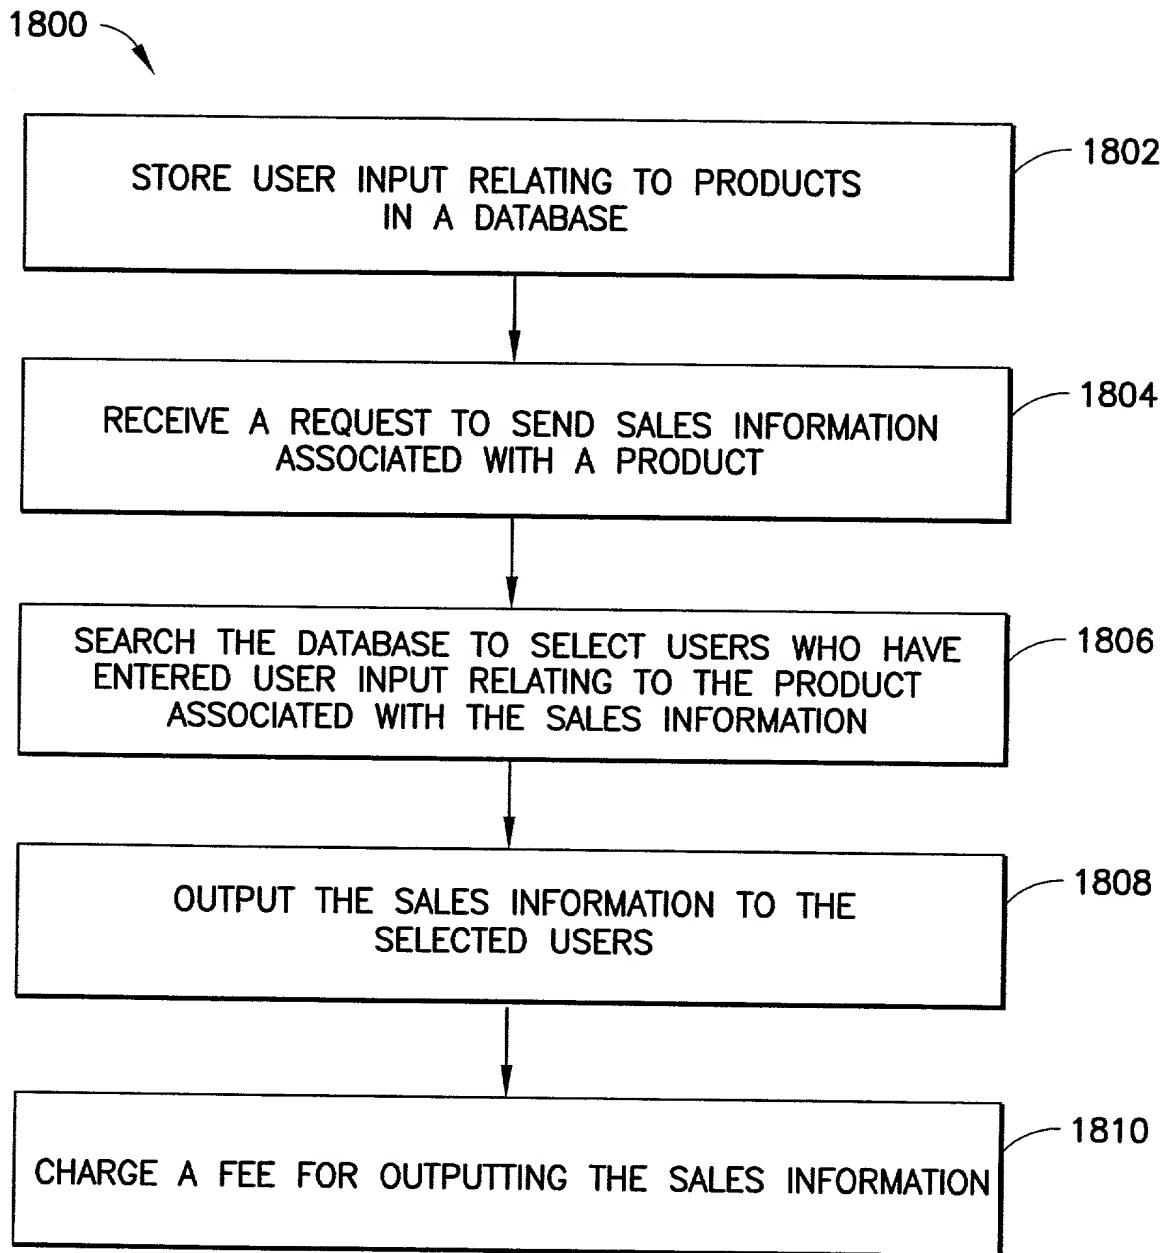 1800
STORE USER INPUT RELATING TO PRODUCTS
IN A DATABASE
1802
RECEIVE A REQUEST TO SEND SALES INFORMATION
ASSOCIATED WITH A PRODUCT
1804
SEARCH THE DATABASE TO SELECT USERS WHO HAVE
ENTERED USER INPUT RELATING TO THE PRODUCT
ASSOCIATED WITH THE SALES INFORMATION
1806
OUTPUT THE SALES INFORMATION TO THE
SELECTED USERS
1808
CHARGE A FEE FOR OUTPUTTING THE SALES INFORMATION
1810